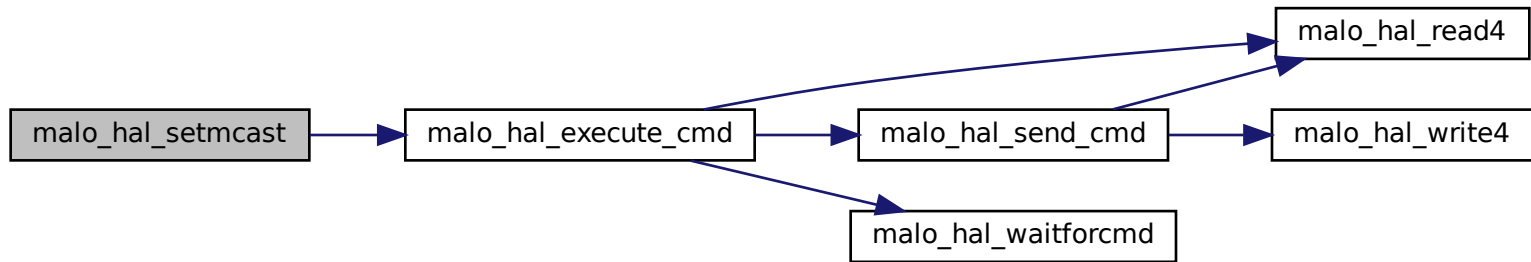 malo_hal_setmcast
malo_hal_execute_cmd
malo_hal_read4
malo_hal_send_cmd
malo_hal_write4
malo_hal_waitforcmd